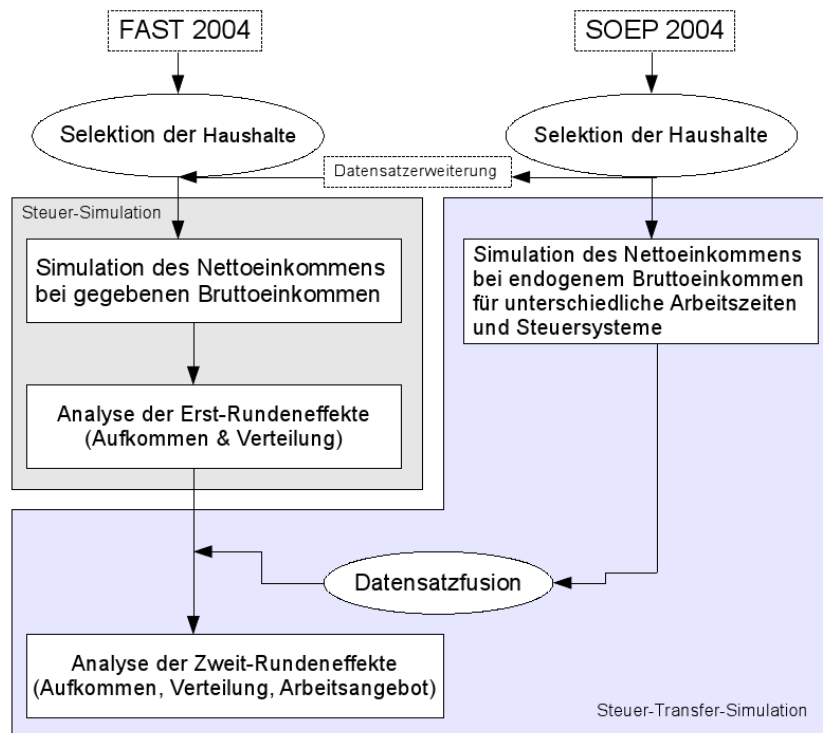 FAST 2004
SOEP 2004
Selektion der Haushalte
Selektion der Haushalte
Datensatzerweiterung
Steuer-Simulation
Simulation des Nettoeinkommens
bei gegebenen Bruttoeinkommen
Simulation des Nettoeinkommens
bei endogenem Bruttoeinkommen
für unterschiedliche Arbeitszeiten
und Steuersysteme
Analyse der Erst-Rundeneffekte
(Aufkommen & Verteilung)
Datensatzfusion
Analyse der Zweit-Rundeneffekte
(Aufkommen, Verteilung, Arbeitsangebot)
Steuer-Transfer-Simulation